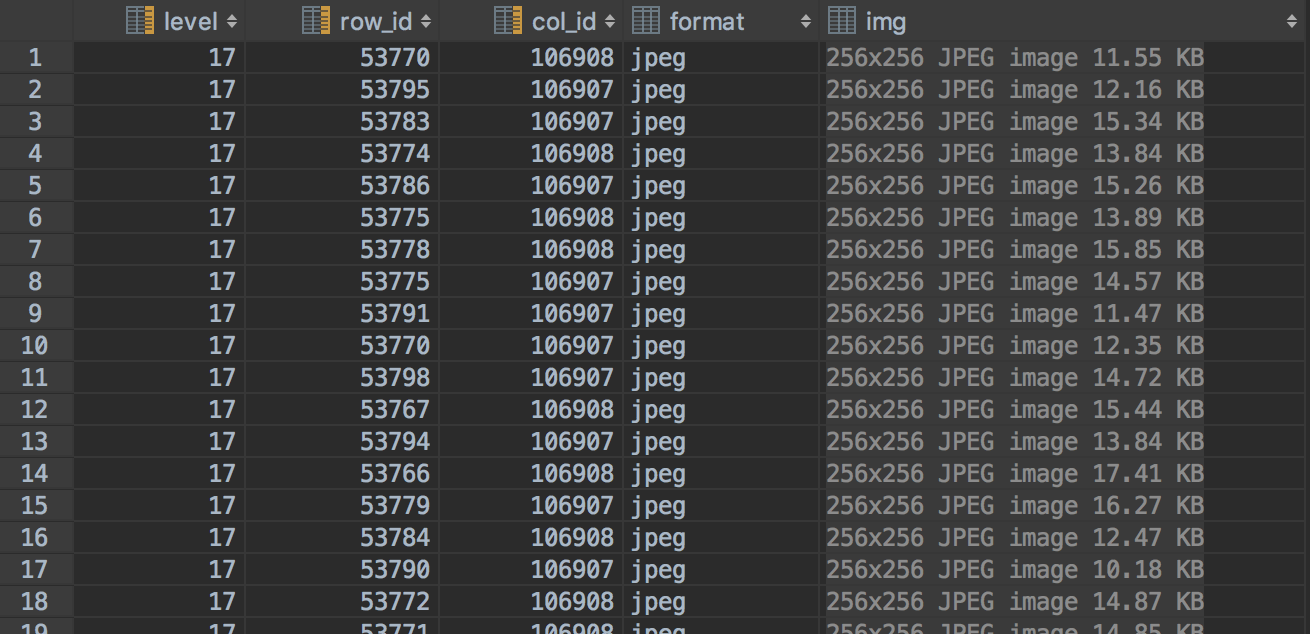 level row_id col_id format img
1 17 53770 106908 jpeg 256x256 JPEG image 11.55 KB
2 17 53795 106907 jpeg 256x256 JPEG image 12.16 KB
3 17 53783 106907 jpeg 256x256 JPEG image 15.34 KB
4 17 53774 106908 jpeg 256x256 JPEG image 13.84 KB
5 17 53786 106907 jpeg 256x256 JPEG image 15.26 KB
6 17 53775 106908 jpeg 256x256 JPEG image 13.89 KB
7 17 53778 106908 jpeg 256x256 JPEG image 15.85 KB
8 17 53775 106907 jpeg 256x256 JPEG image 14.57 KB
9 17 53791 106907 jpeg 256x256 JPEG image 11.47 KB
10 17 53770 106907 jpeg 256x256 JPEG image 12.35 KB
11 17 53798 106907 jpeg 256x256 JPEG image 14.72 KB
12 17 53767 106908 jpeg 256x256 JPEG image 15.44 KB
13 17 53794 106907 jpeg 256x256 JPEG image 13.84 KB
14 17 53766 106908 jpeg 256x256 JPEG image 17.41 KB
15 17 53779 106907 jpeg 256x256 JPEG image 16.27 KB
16 17 53784 106908 jpeg 256x256 JPEG image 12.47 KB
17 17 53790 106907 jpeg 256x256 JPEG image 10.18 KB
18 17 53772 106908 jpeg 256x256 JPEG image 14.87 KB
19 17 53771 106908 jpeg 256x256 JPEG image 14.85 KB